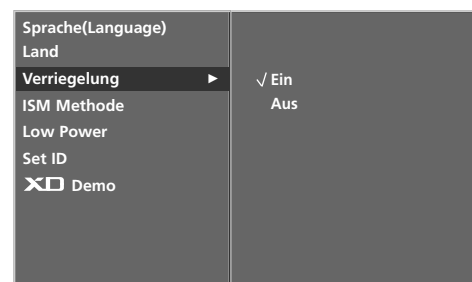 Sprache(Language)
Land
Verriegelung ►
ISM Methode
Low Power
Set ID
XD Demo
√ Ein
Aus